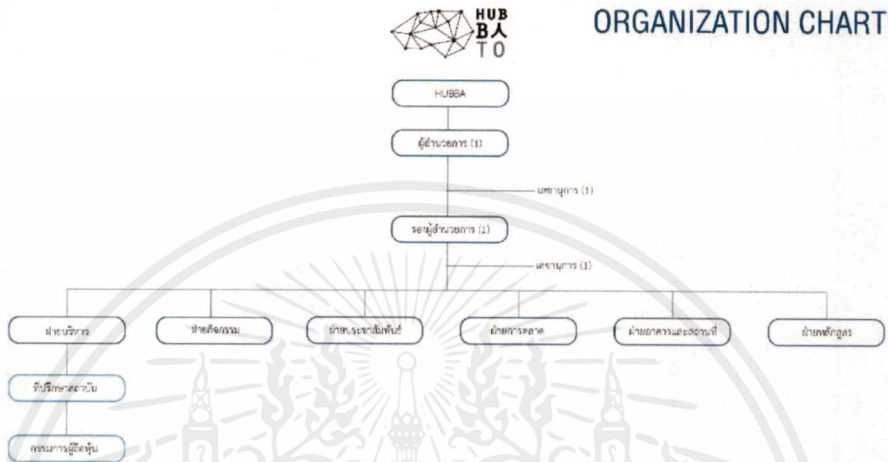 HUB
BA
TO
ORGANIZATION CHART
HUBBA
ผู้อำนวยการ (1)
เลขานุการ (1)
รองผู้อำนวยการ (1)
เลขานุการ (1)
ฝ่ายบริหาร
ฝ่ายกิจกรรม
ฝ่ายประชาสัมพันธ์
ฝ่ายการตลาด
ฝ่ายอาคารและสถานที่
ฝ่ายหลักสูตร
ที่ปรึกษาสถาบัน
กรรมการผู้ถือหุ้น